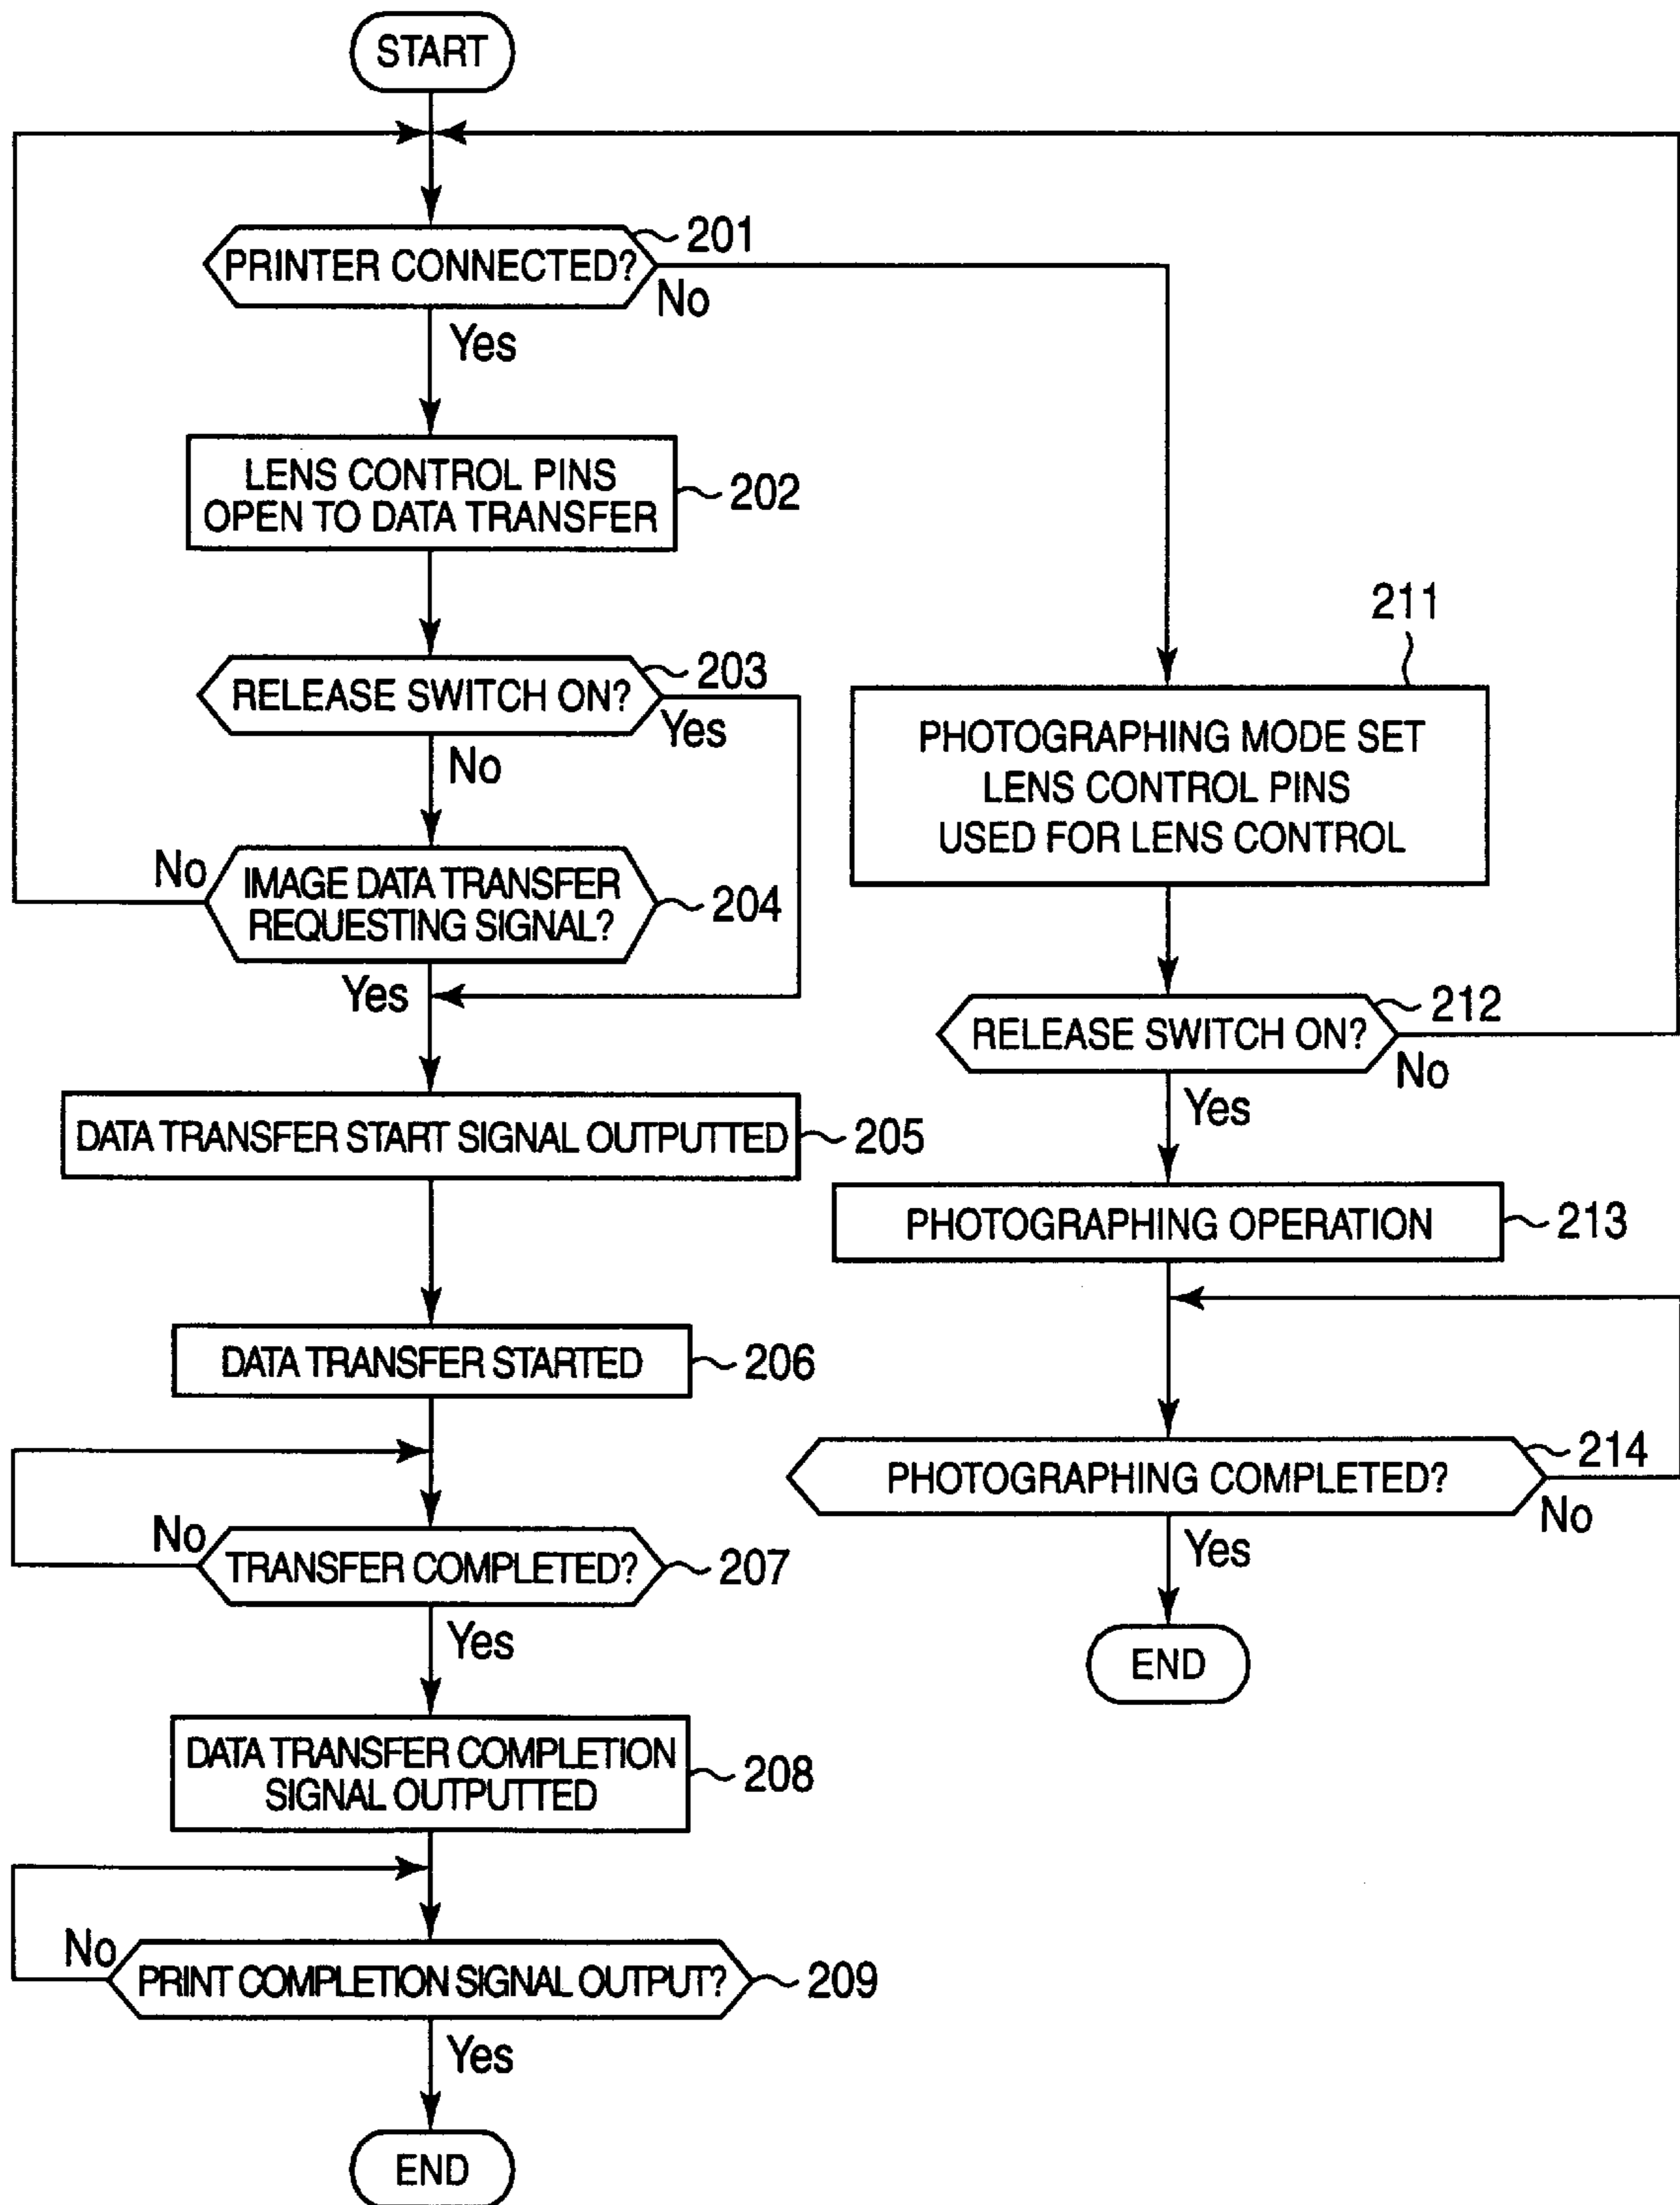 START
PRINTER CONNECTED?
201
No
Yes
LENS CONTROL PINS
OPEN TO DATA TRANSFER
202
RELEASE SWITCH ON?
203
Yes
No
IMAGE DATA TRANSFER
REQUESTING SIGNAL?
204
No
Yes
DATA TRANSFER START SIGNAL OUTPUTTED
205
DATA TRANSFER STARTED
206
TRANSFER COMPLETED?
207
No
Yes
DATA TRANSFER COMPLETION
SIGNAL OUTPUTTED
208
PRINT COMPLETION SIGNAL OUTPUT?
209
No
Yes
END
211
PHOTOGRAPHING MODE SET
LENS CONTROL PINS
USED FOR LENS CONTROL
RELEASE SWITCH ON?
212
No
Yes
PHOTOGRAPHING OPERATION
213
PHOTOGRAPHING COMPLETED?
214
No
Yes
END